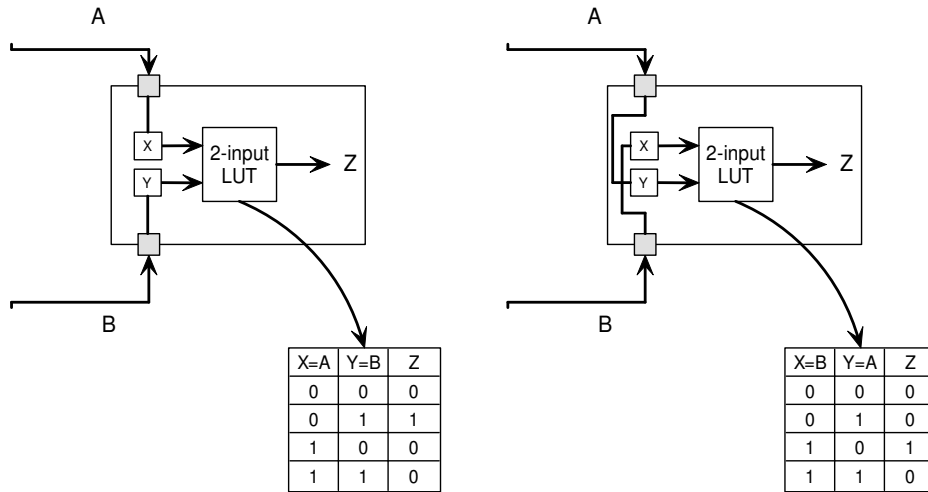 A
X
Y
2-input
LUT
Z
B
X=A Y=B Z
0 0 0
0 1 1
1 0 0
1 1 0
A
X
Y
2-input
LUT
Z
B
X=B Y=A Z
0 0 0
0 1 0
1 0 1
1 1 0